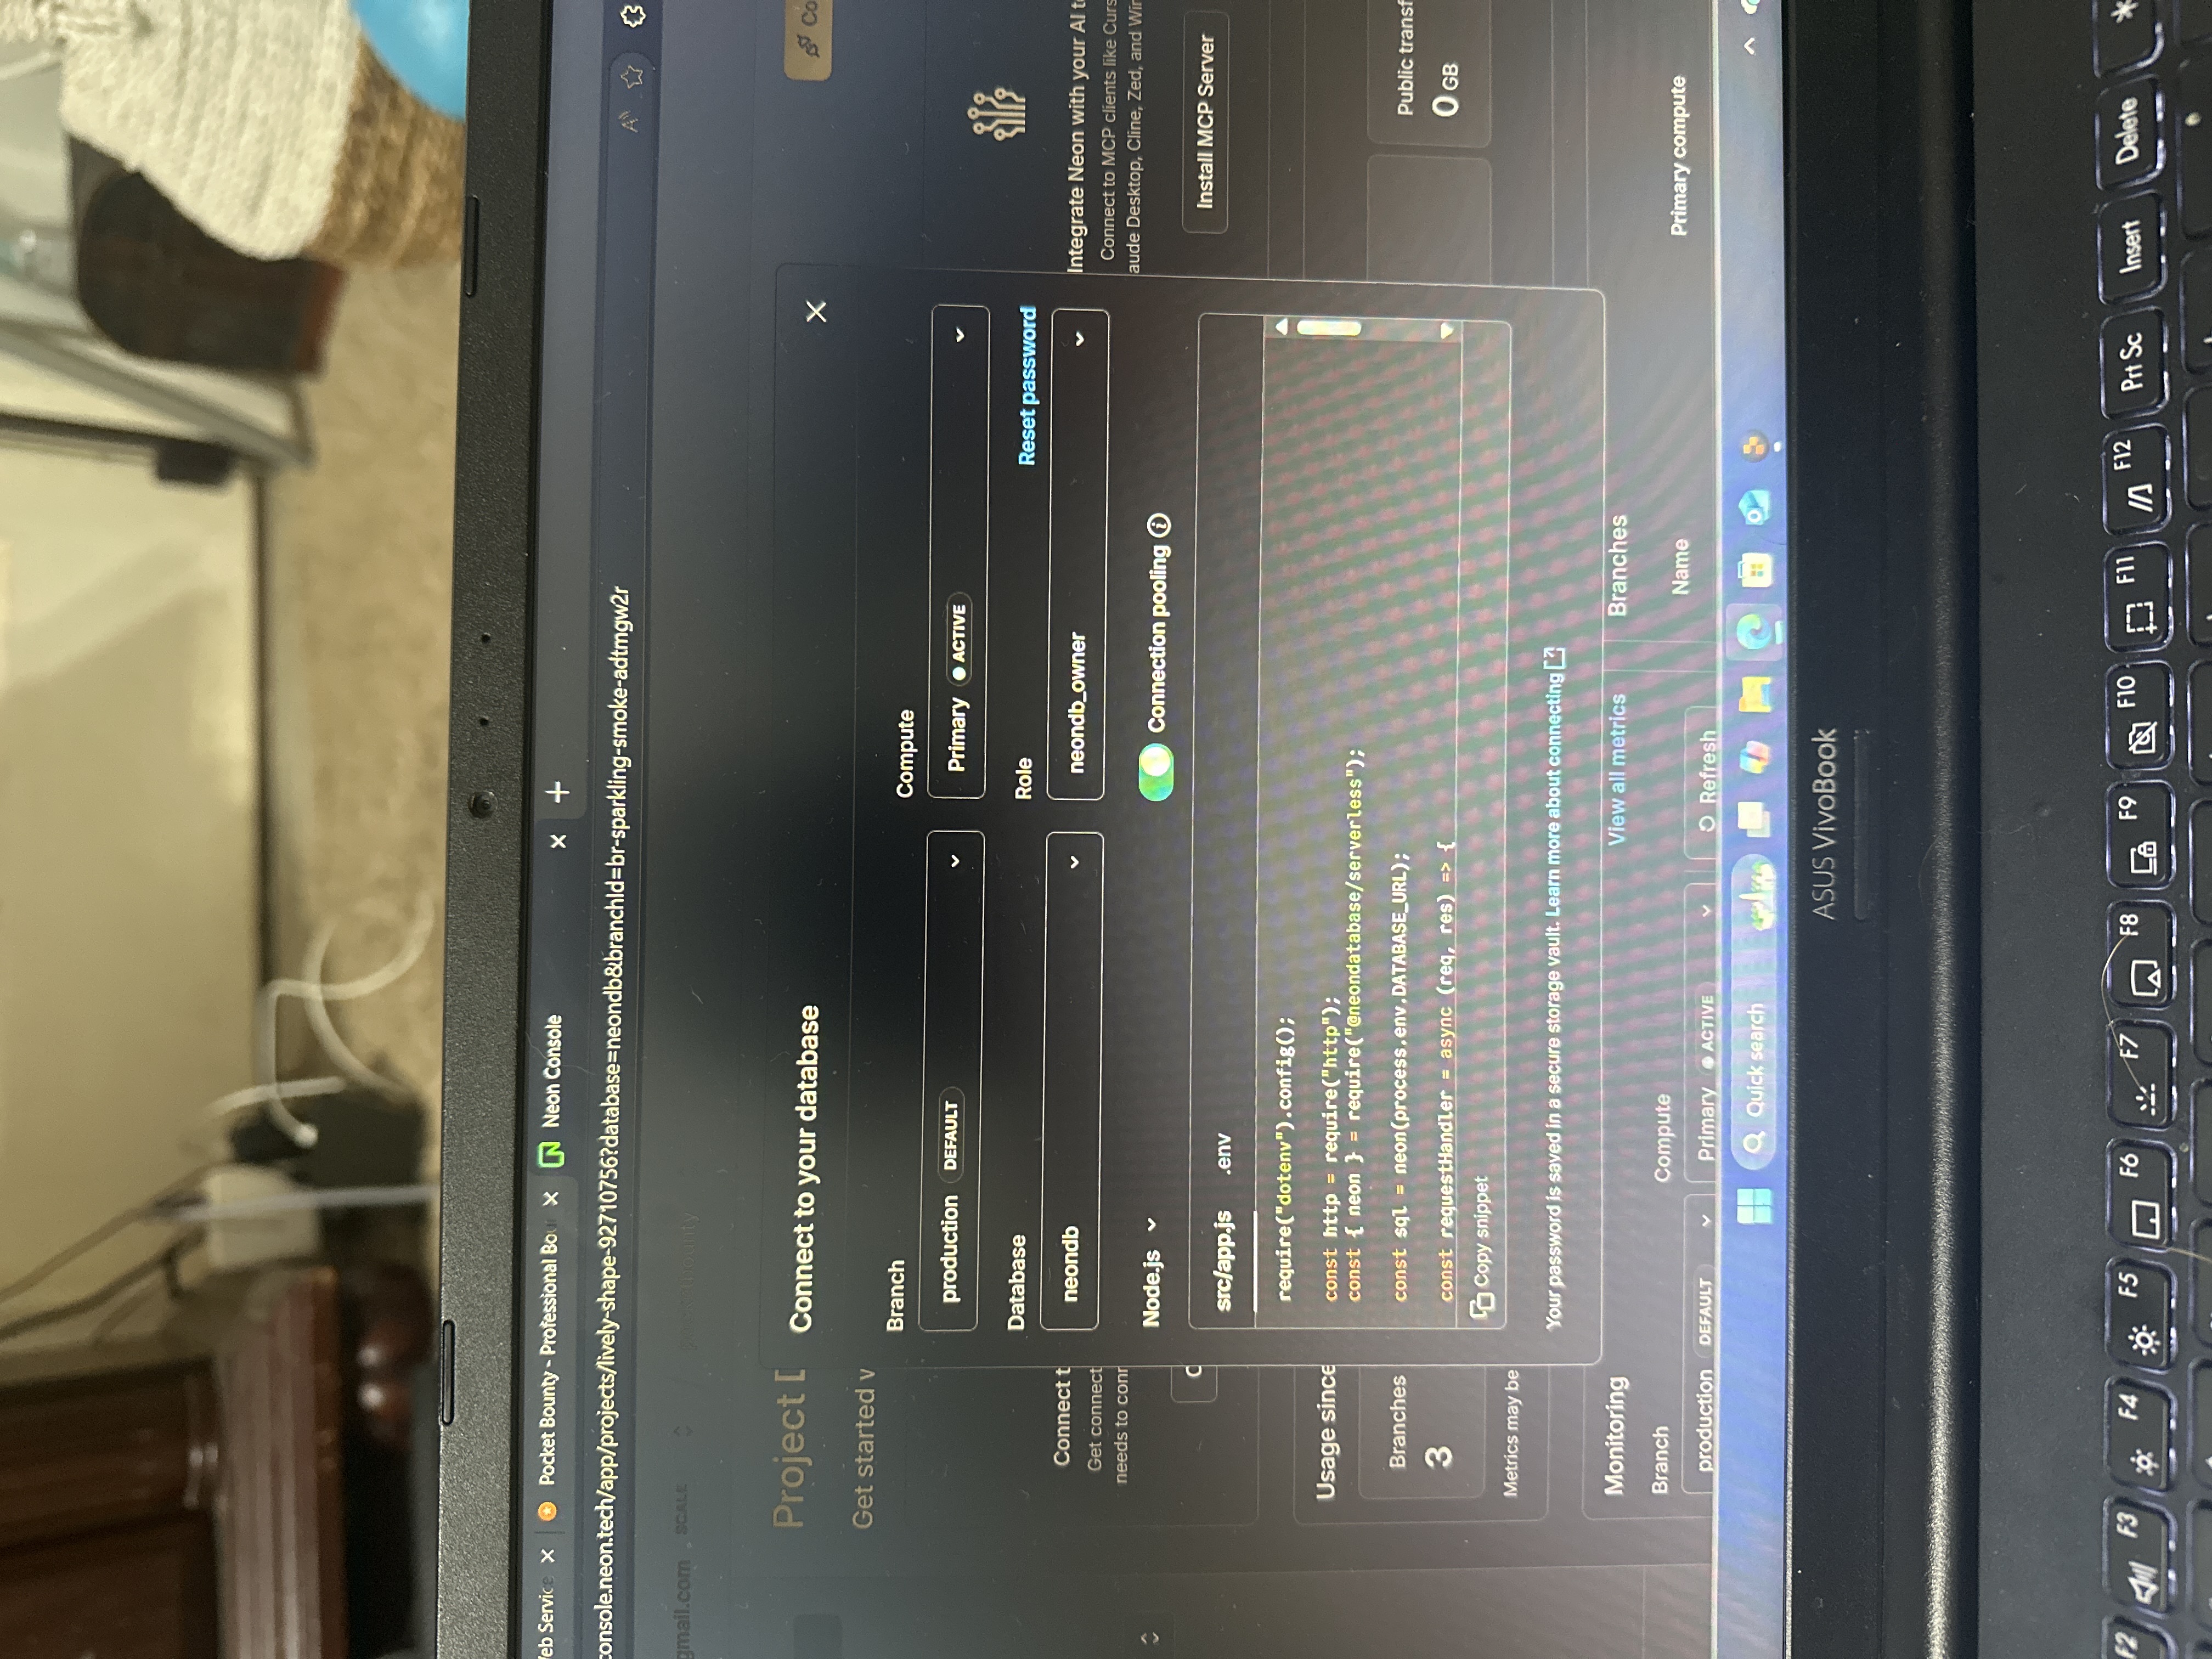 eb Service
Pocket Bounty - Professional Bou
Neon Console
console.neon.tech/app/projects/lively-shape-92710756?database=neondb&branchId=br-sparkling-smoke-adtmgw2r
gmail.com SCALE
Project D
Co
Connect to your database
Get started w
Branch
Compute
production DEFAULT
Primary ACTIVE
Database
Role
Reset password
neondb
neondb_owner
Connect t
Get connect
needs to conn
C
Integrate Neon with your AI t
Connect to MCP clients like Curs
aude Desktop, Cline, Zed, and Win
Install MCP Server
Node.js
Connection pooling
src/app.js
.env
require("dotenv").config();
const http = require("http");
const { neon } = require("@neondatabase/serverless");
const sql = neon(process.env.DATABASE_URL);
const requestHandler = async (req, res) => {
Copy snippet
Your password is saved in a secure storage vault. Learn more about connecting
Usage since
Branches
3
Metrics may be
Public transf
0 GB
Monitoring
View all metrics
Branches
Branch
Compute
Name
Primary compute
production DEFAULT
Primary ACTIVE
Refresh
Quick search
ASUS VivoBook
F2 F3 F4 F5 F6 F7 F8 F9 F10 F11 F12 Prt Sc Insert Delete *